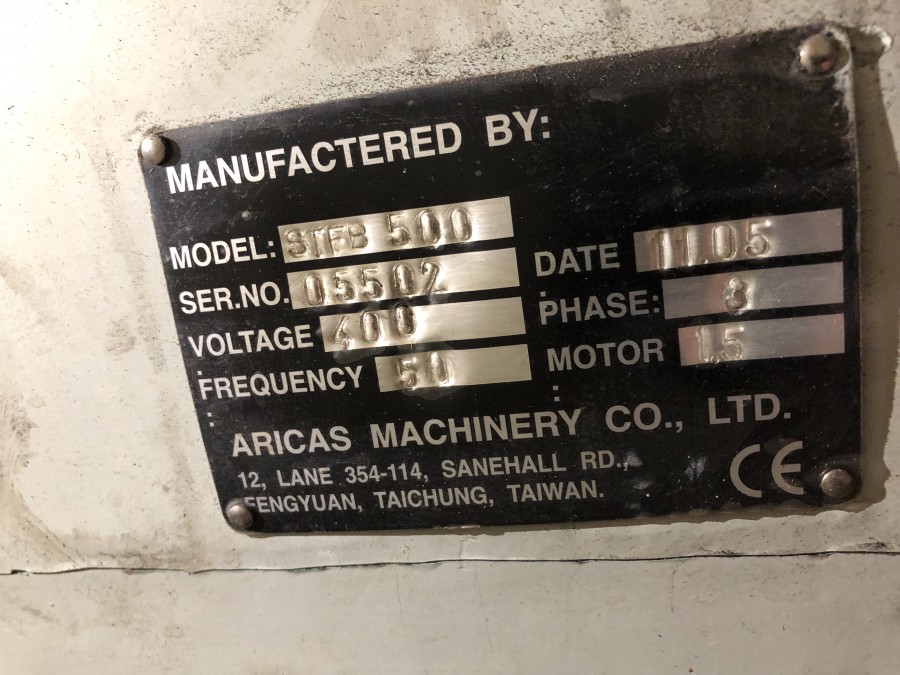 MANUFACTERED BY:
MODEL: STFB 500
SER.NO. 05502
VOLTAGE: 400
FREQUENCY: 50
DATE: 11.05
PHASE: 3
MOTOR: 1.5
ARICAS MACHINERY CO., LTD.
12, LANE 354-114, SANEHALL RD.,
FENGYUAN, TAICHUNG, TAIWAN.
CE